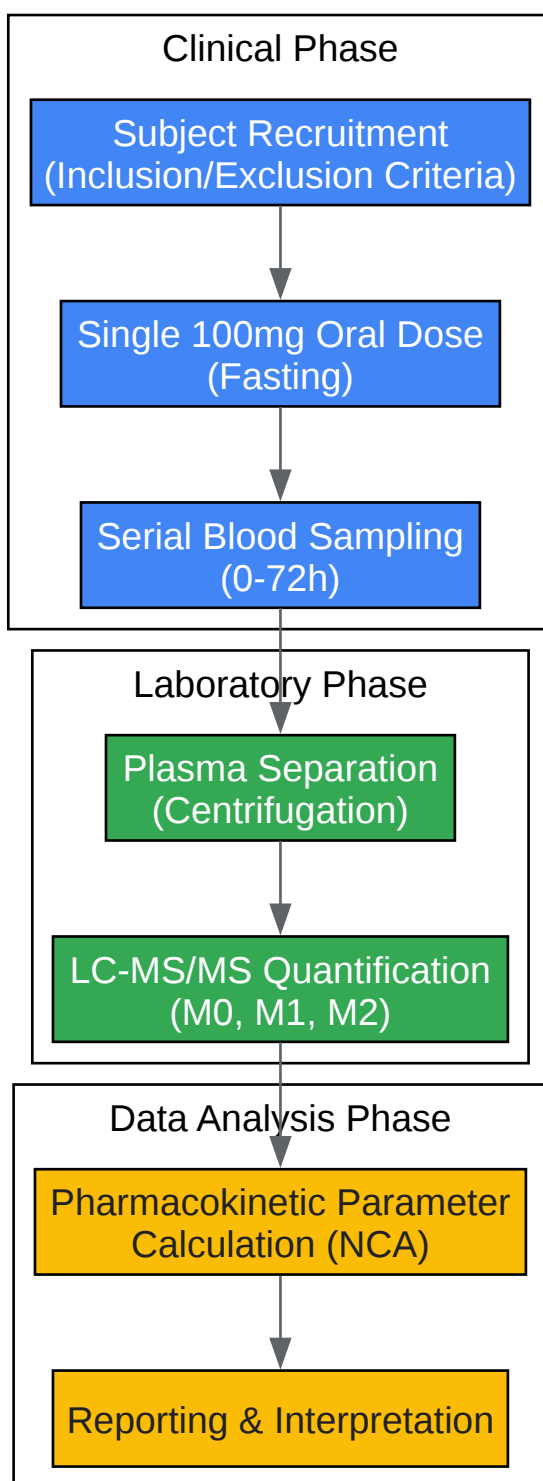 Clinical Phase
Subject Recruitment
(Inclusion/Exclusion Criteria)
Single 100mg Oral Dose
(Fasting)
Serial Blood Sampling
(0-72h)
Laboratory Phase
Plasma Separation
(Centrifugation)
LC-MS/MS Quantification
(M0, M1, M2)
Data Analysis Phase
Pharmacokinetic Parameter
Calculation (NCA)
Reporting & Interpretation